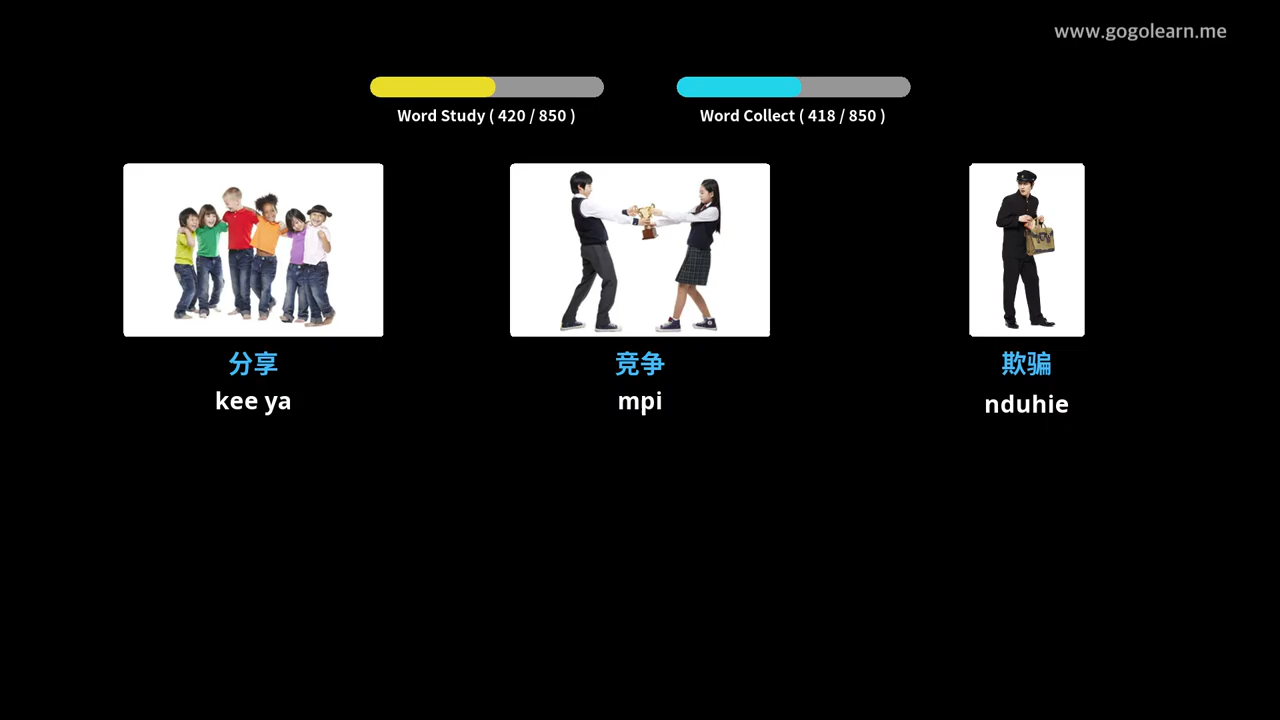 www.gogolearn.me
Word Study ( 420 / 850 )
Word Collect ( 418 / 850 )
分享
kee ya
竞争
mpi
欺骗
nduhie